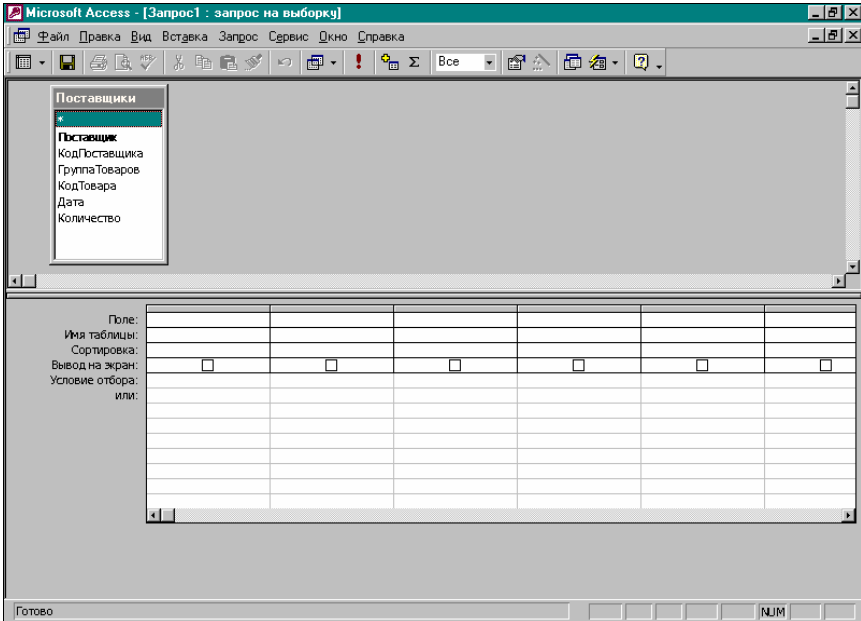 Microsoft Access - [Запрос1 : запрос на выборку]
Файл Правка Вид Вставка Запрос Сервис Окно Справка
Все
Поставщики
*
Поставщик
КодПоставщика
ГруппаТоваров
КодТовара
Дата
Количество
Поле:
Имя таблицы:
Сортировка:
Вывод на экран:
Условие отбора:
или:
Готово
NUM